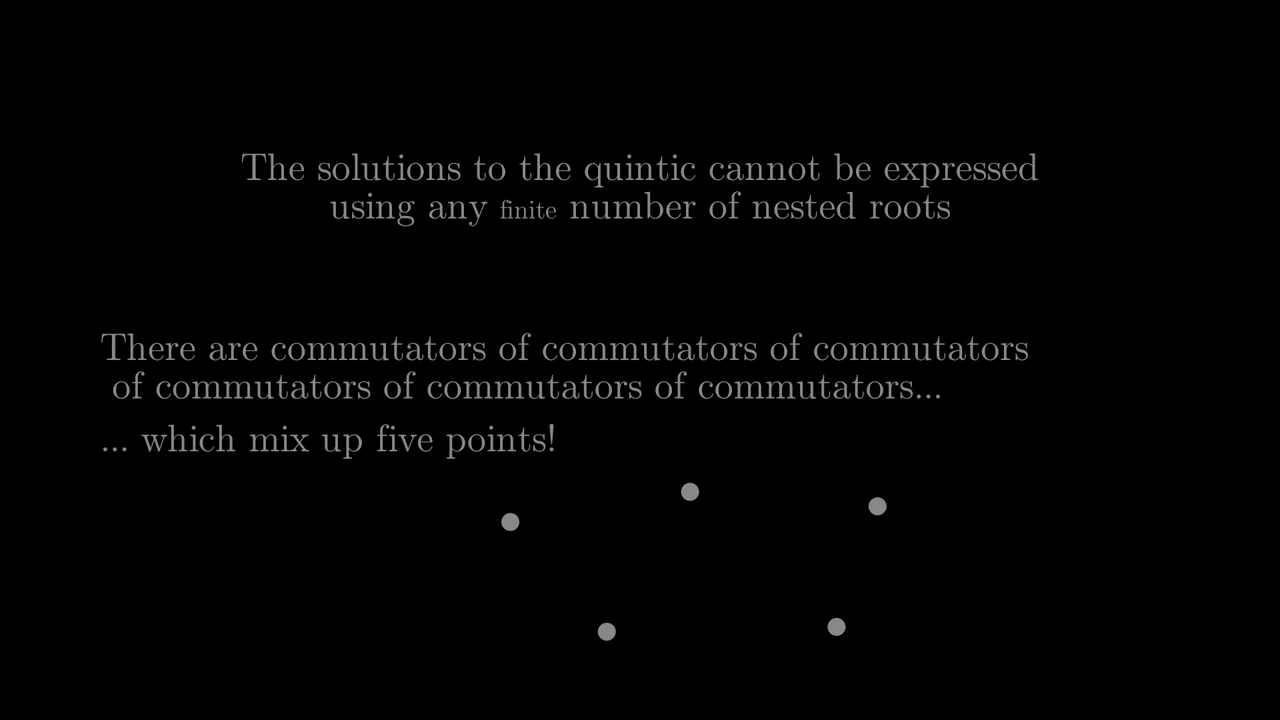 The solutions to the quintic cannot be expressed
using any finite number of nested roots
There are commutators of commutators of commutators
of commutators of commutators of commutators...
... which mix up five points!